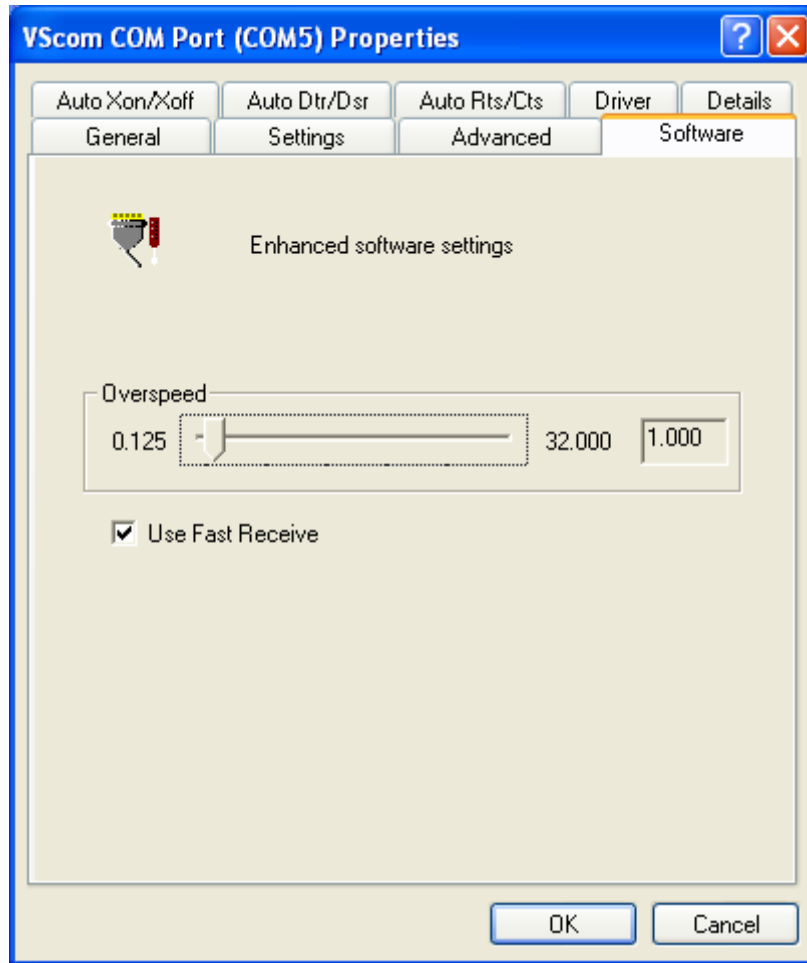 VScom COM Port (COM5) Properties
Auto Xon/Xoff Auto Dtr/Dsr Auto Rts/Cts Driver Details
General Settings Advanced Software
Enhanced software settings
Overspeed
0.125 32.000 1.000
Use Fast Receive
OK Cancel